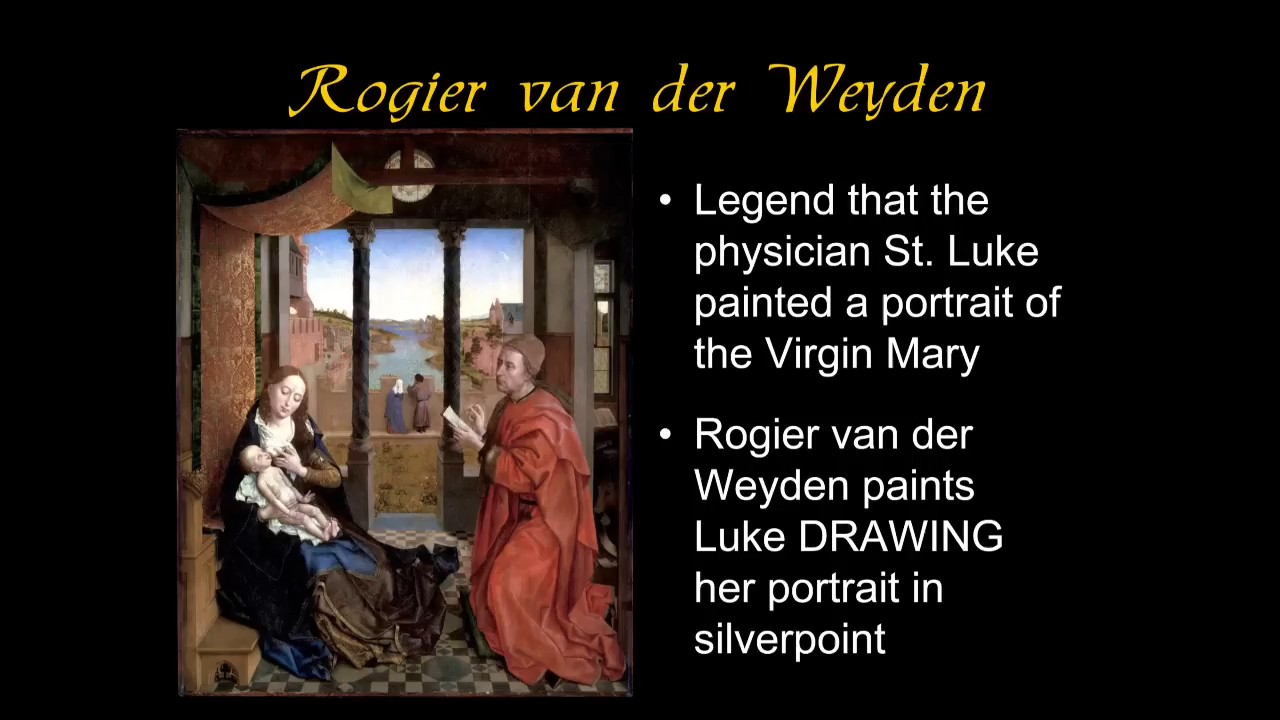 Rogier van der Weyden
• Legend that the
physician St. Luke
painted a portrait of
the Virgin Mary
• Rogier van der
Weyden paints
Luke DRAWING
her portrait in
silverpoint